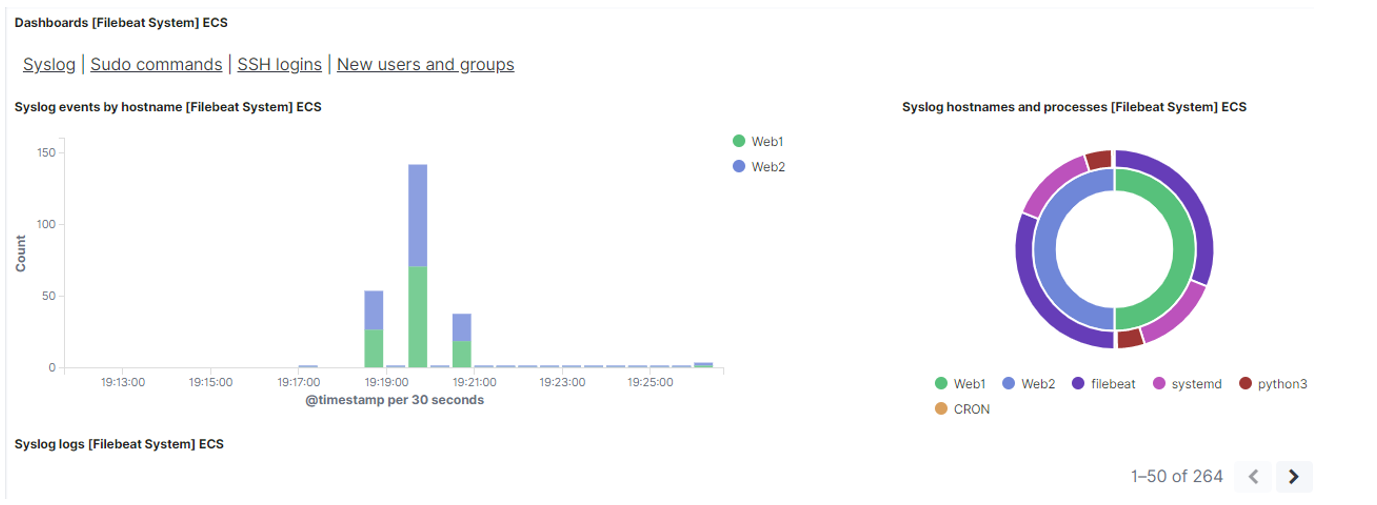 Dashboards [Filebeat System] ECS
Syslog | Sudo commands | SSH logins | New users and groups
Syslog events by hostname [Filebeat System] ECS
150
100
50
0
Count
19:13:00 19:15:00 19:17:00 19:19:00 19:21:00 19:23:00 19:25:00
@timestamp per 30 seconds
Web1
Web2
Syslog hostnames and processes [Filebeat System] ECS
Web1 Web2 filebeat systemd python3
CRON
Syslog logs [Filebeat System] ECS
1–50 of 264